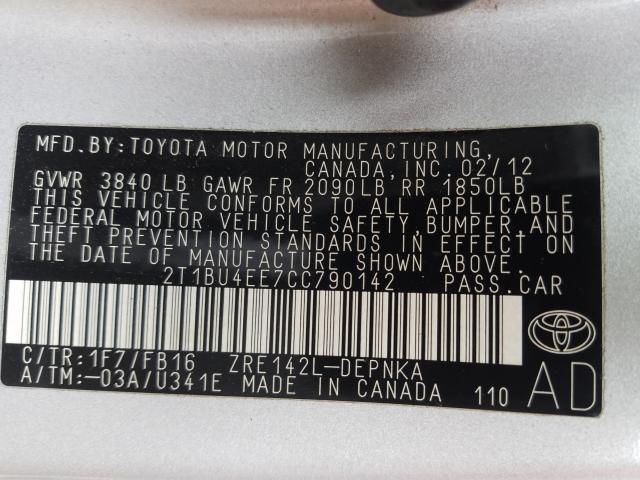 MFD.BY:TOYOTA MOTOR MANUFACTURING,
CANADA,INC.02/12
GVWR 3840LB GAWR FR 2090LB RR 1850LB
THIS VEHICLE CONFORMS TO ALL APPLICABLE
FEDERAL MOTOR VEHICLE SAFETY,BUMPER,AND
THEFT PREVENTION STANDARDS IN EFFECT ON
THE DATE OF MANUFACTURE SHOWN ABOVE.
2T1BU4EE7CC790142 PASS.CAR
C/TR:1F7/FB16 ZRE142L-DEPNKA
A/TM:-03A/U341E MADE IN CANADA 110
AD